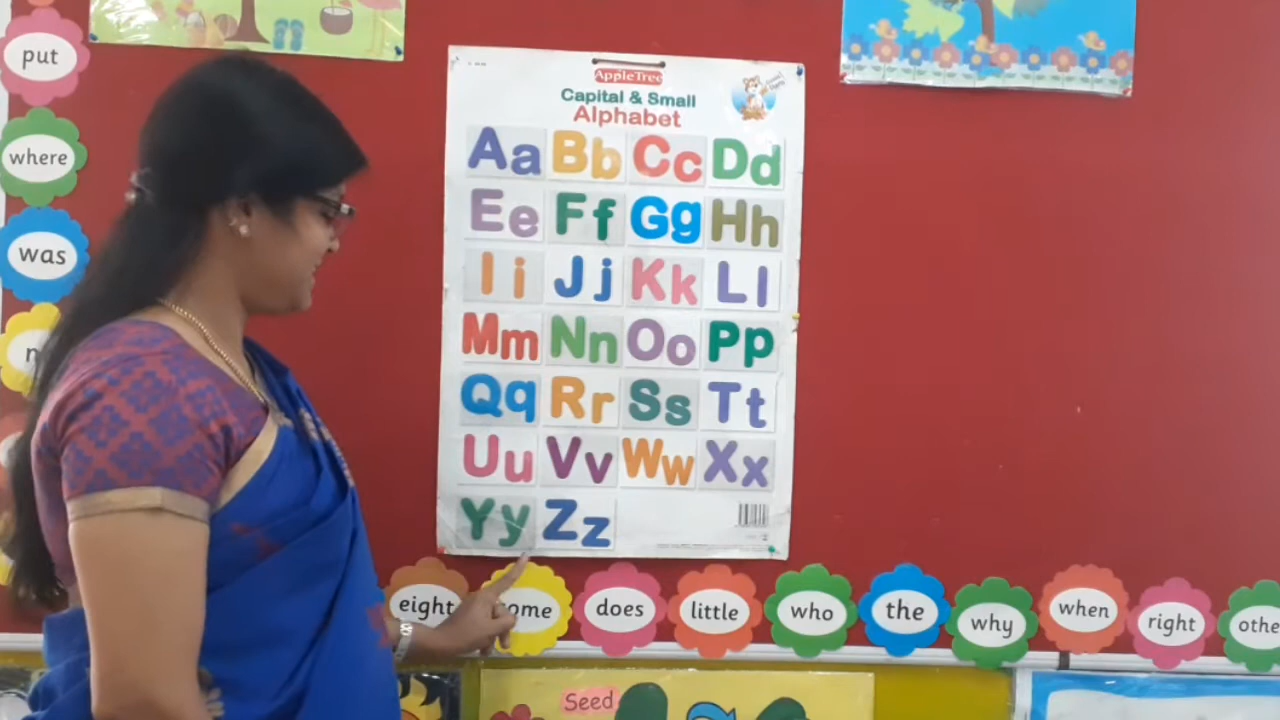 put
where
was
AppleTree
Capital & Small
Alphabet
Aa Bb Cc Dd
Ee Ff Gg Hh
Ii Jj Kk Ll
Mm Nn Oo Pp
Qq Rr Ss Tt
Uu Vv Ww Xx
Yy Zz
eight ome does little who the why when right othe
Seed